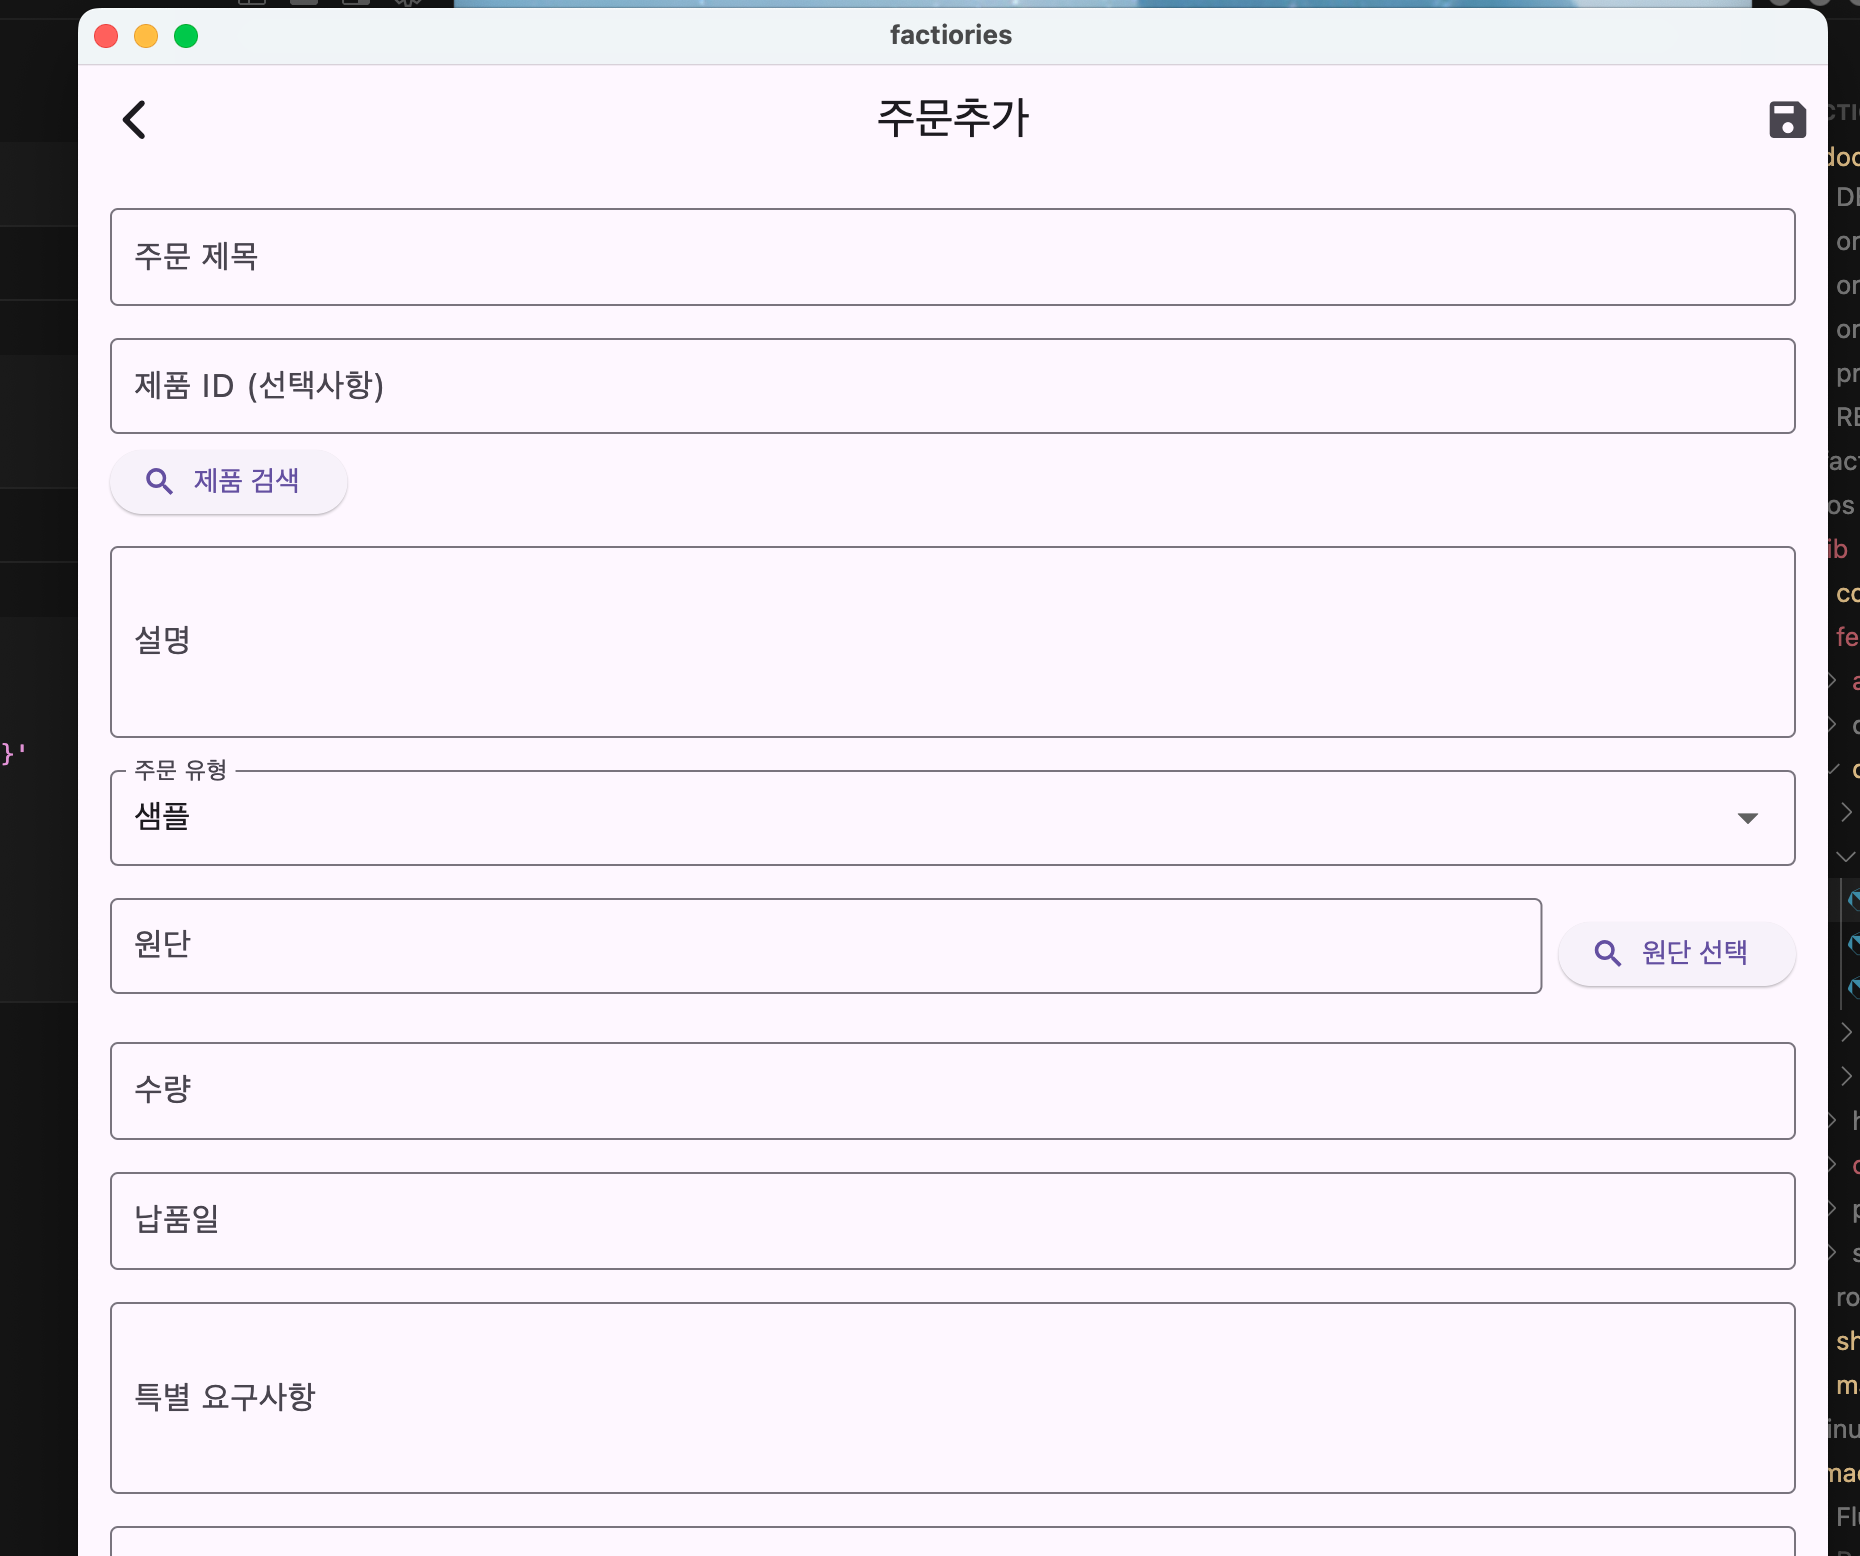 factiories
주문추가
주문 제목
제품 ID (선택사항)
제품 검색
설명
주문 유형
샘플
원단
원단 선택
수량
납품일
특별 요구사항
}'